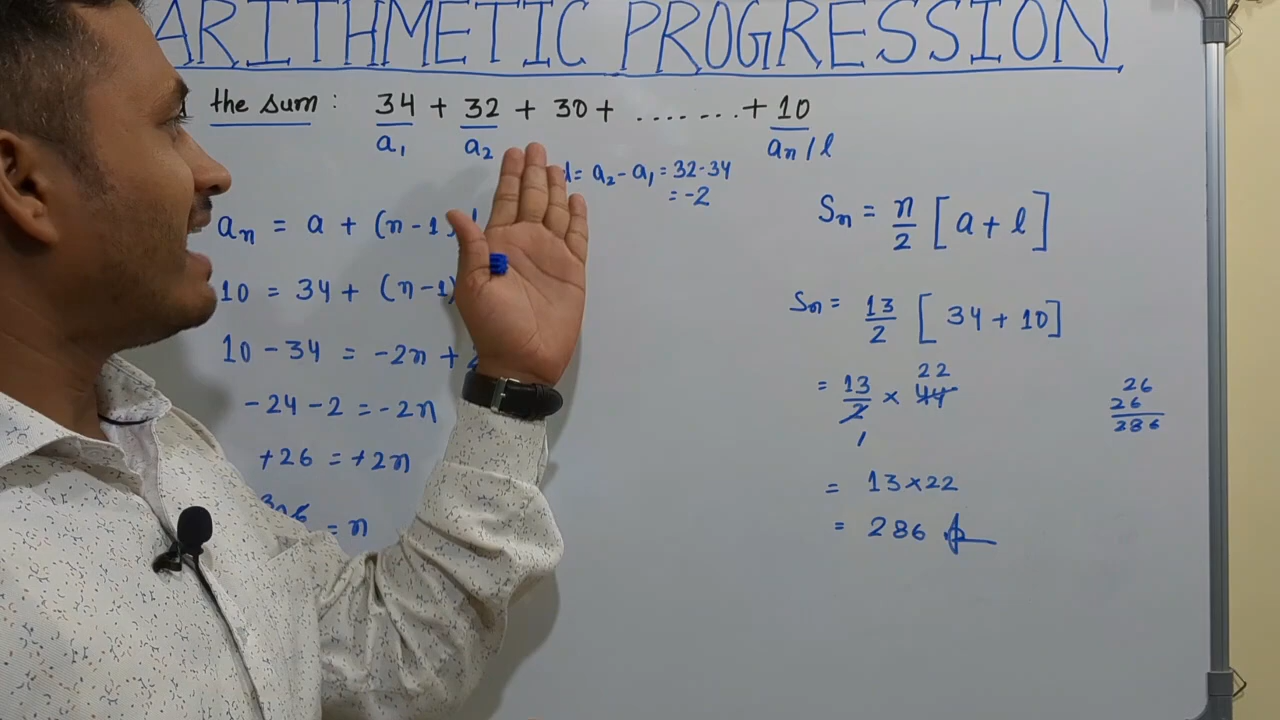 ARITHMETIC PROGRESSION
the sum : 34 + 32 + 30 + ....... + 10
a₁ a₂ aₙ / l
d = a₂ - a₁ = 32 - 34
= -2
aₙ = a + (n - 1)
10 = 34 + (n - 1)
10 - 34 = -2n +
-24 - 2 = -2n
+26 = +2n
= n
Sₙ = n/2 [a + l]
Sₙ = 13/2 [34 + 10]
22
= 13/2 × 44
1
= 13 × 22
= 286
26
26
286